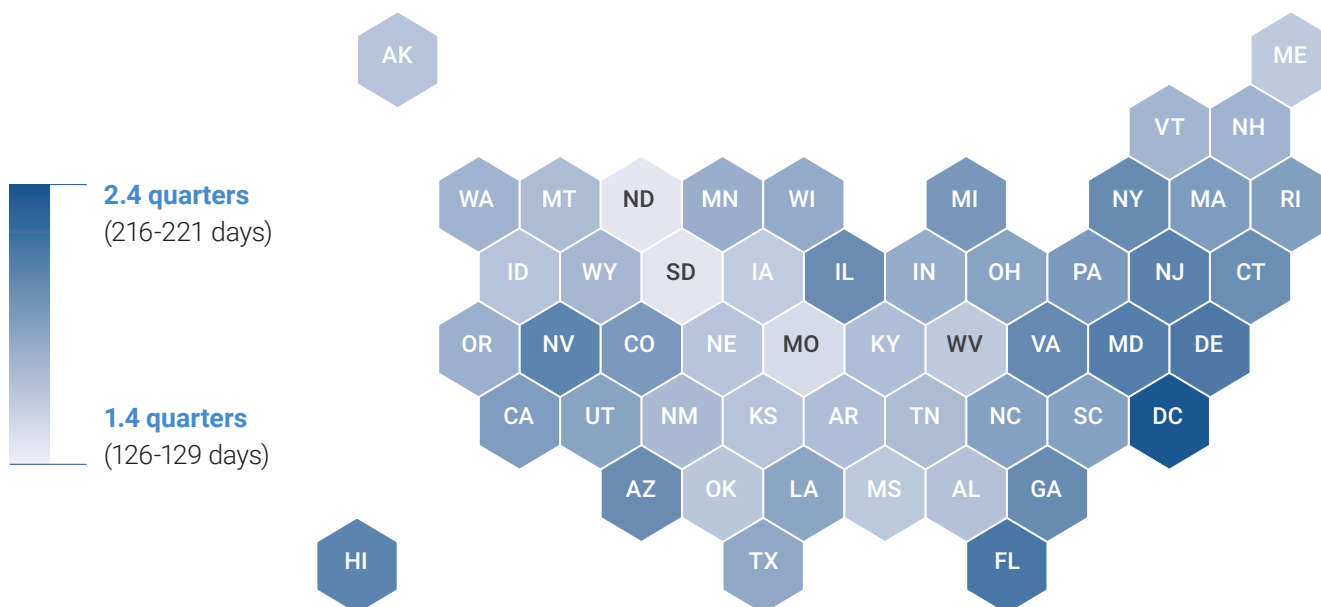 AK
ME
VT NH
2.4 quarters
(216-221 days)
WA MT ND MN WI MI NY MA RI
ID WY SD IA IL IN OH PA NJ CT
OR NV CO NE MO KY WV VA MD DE
1.4 quarters
(126-129 days)
CA UT NM KS AR TN NC SC DC
AZ OK LA MS AL GA
HI TX FL